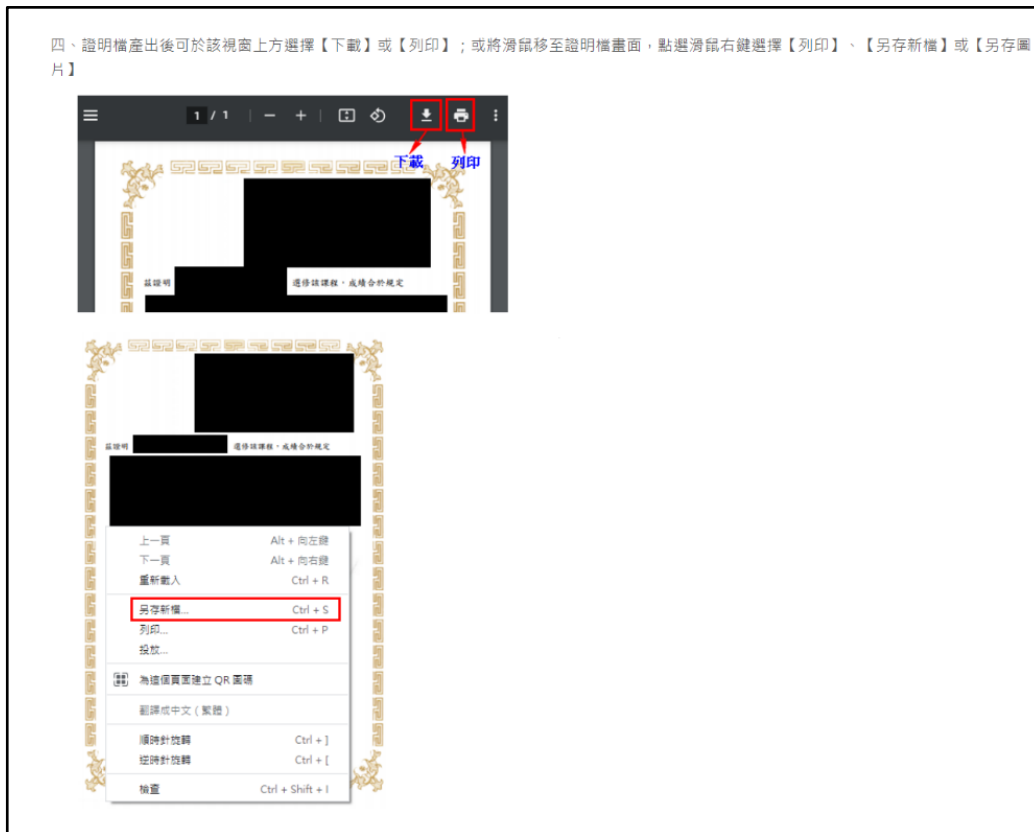 四、證明檔產出後可於該視窗上方選擇【下載】或【列印】；或將滑鼠移至證明檔畫面，點選滑鼠右鍵選擇【列印】、【另存新檔】或【另存圖
片】
1 / 1
下載 列印
茲證明 選修該課程，成績合於規定
茲證明 選修該課程，成績合於規定
上一頁 Alt + 向左鍵
下一頁 Alt + 向右鍵
重新載入 Ctrl + R
另存新檔... Ctrl + S
列印... Ctrl + P
投放...
為這個頁面建立 QR 圖碼
翻譯成中文（繁體）
順時針旋轉 Ctrl + ]
逆時針旋轉 Ctrl + [
檢查 Ctrl + Shift + I